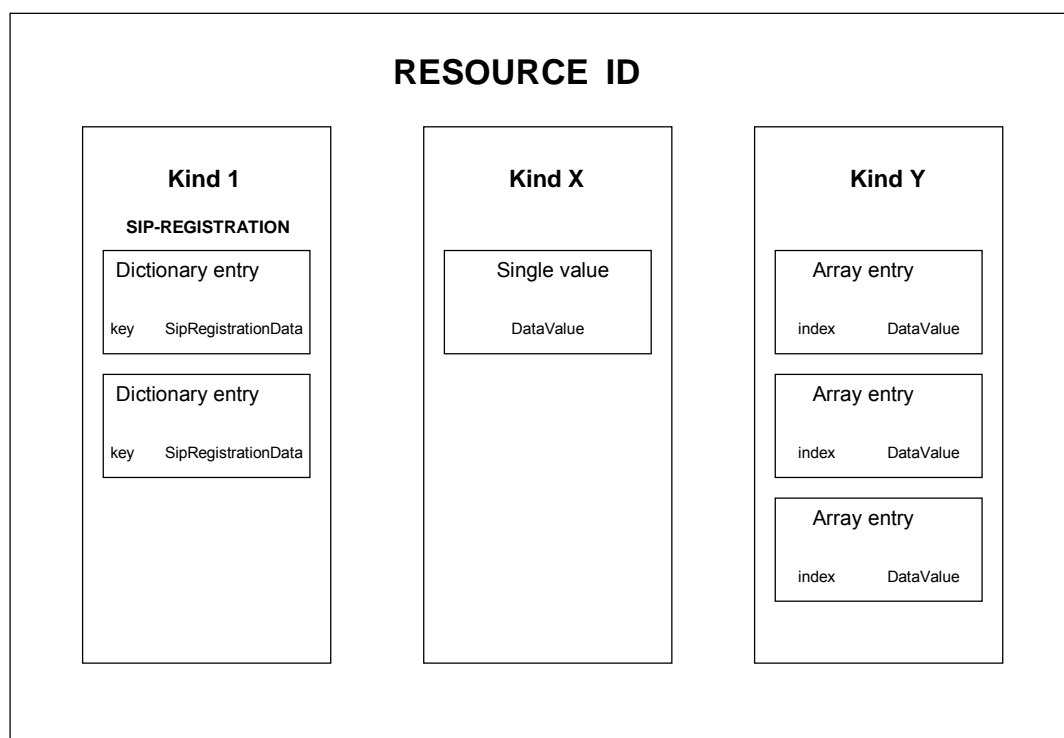 RESOURCE ID
Kind 1
SIP-REGISTRATION
Dictionary entry
key SipRegistrationData
Dictionary entry
key SipRegistrationData
Kind X
Single value
DataValue
Kind Y
Array entry
index DataValue
Array entry
index DataValue
Array entry
index DataValue